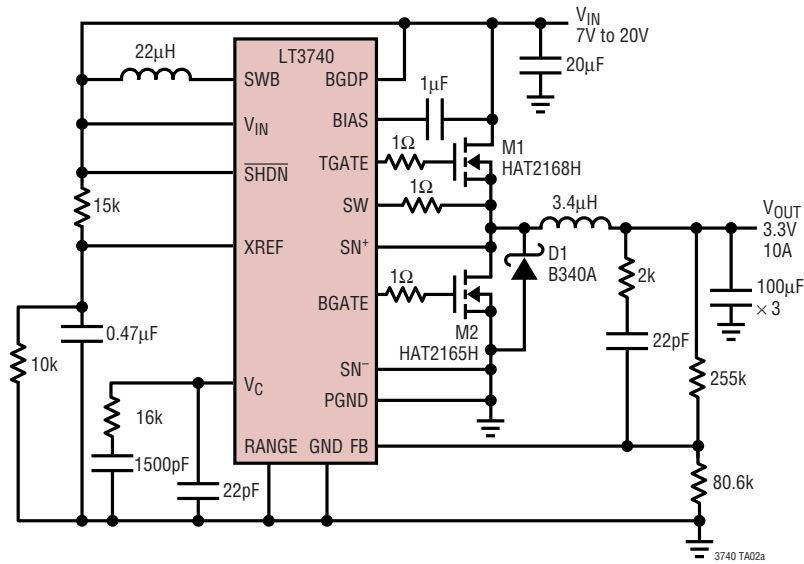 V_IN
7V to 20V
22µH
LT3740
SWB
BGDP
1µF
20µF
BIAS
V_IN
1Ω
M1
HAT2168H
TGATE
SHDN
1Ω
SW
3.4µH
V_OUT
3.3V
10A
15k
XREF
SN+
D1
B340A
1Ω
2k
100µF
× 3
BGATE
M2
HAT2165H
0.47µF
22pF
10k
SN–
255k
V_C
PGND
16k
RANGE GND FB
1500pF
22pF
80.6k
3740 TA02a